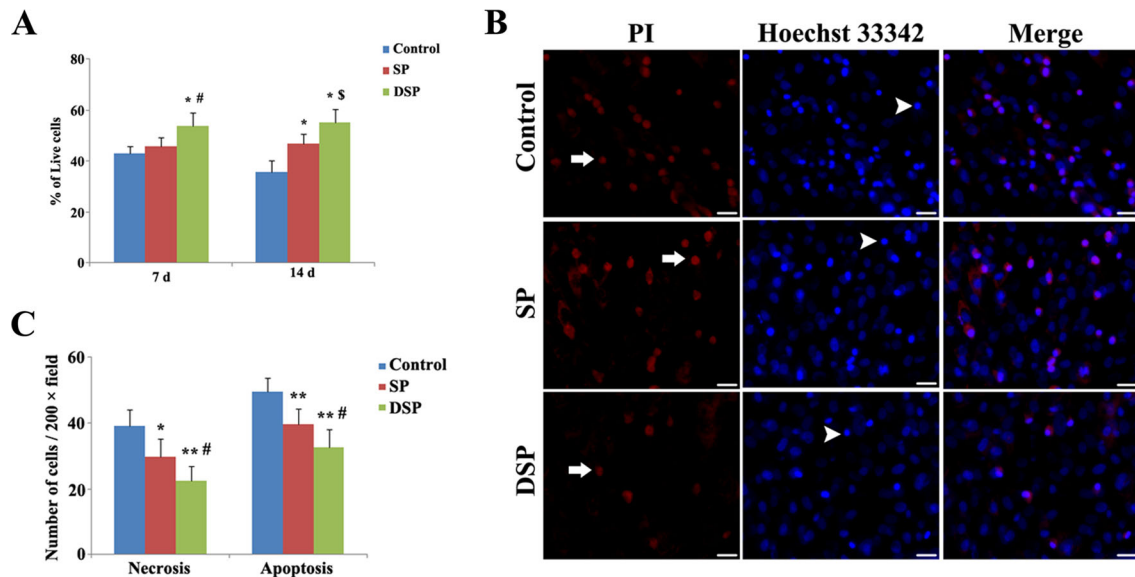 A
% of Live cells
80
60
40
20
0
7 d
14 d
Control
SP
DSP
* #
*
* $
B
PI
Hoechst 33342
Merge
Control
SP
DSP
C
Number of cells / 200 × field
60
40
20
0
Necrosis
Apoptosis
Control
SP
DSP
*
** #
**
** #